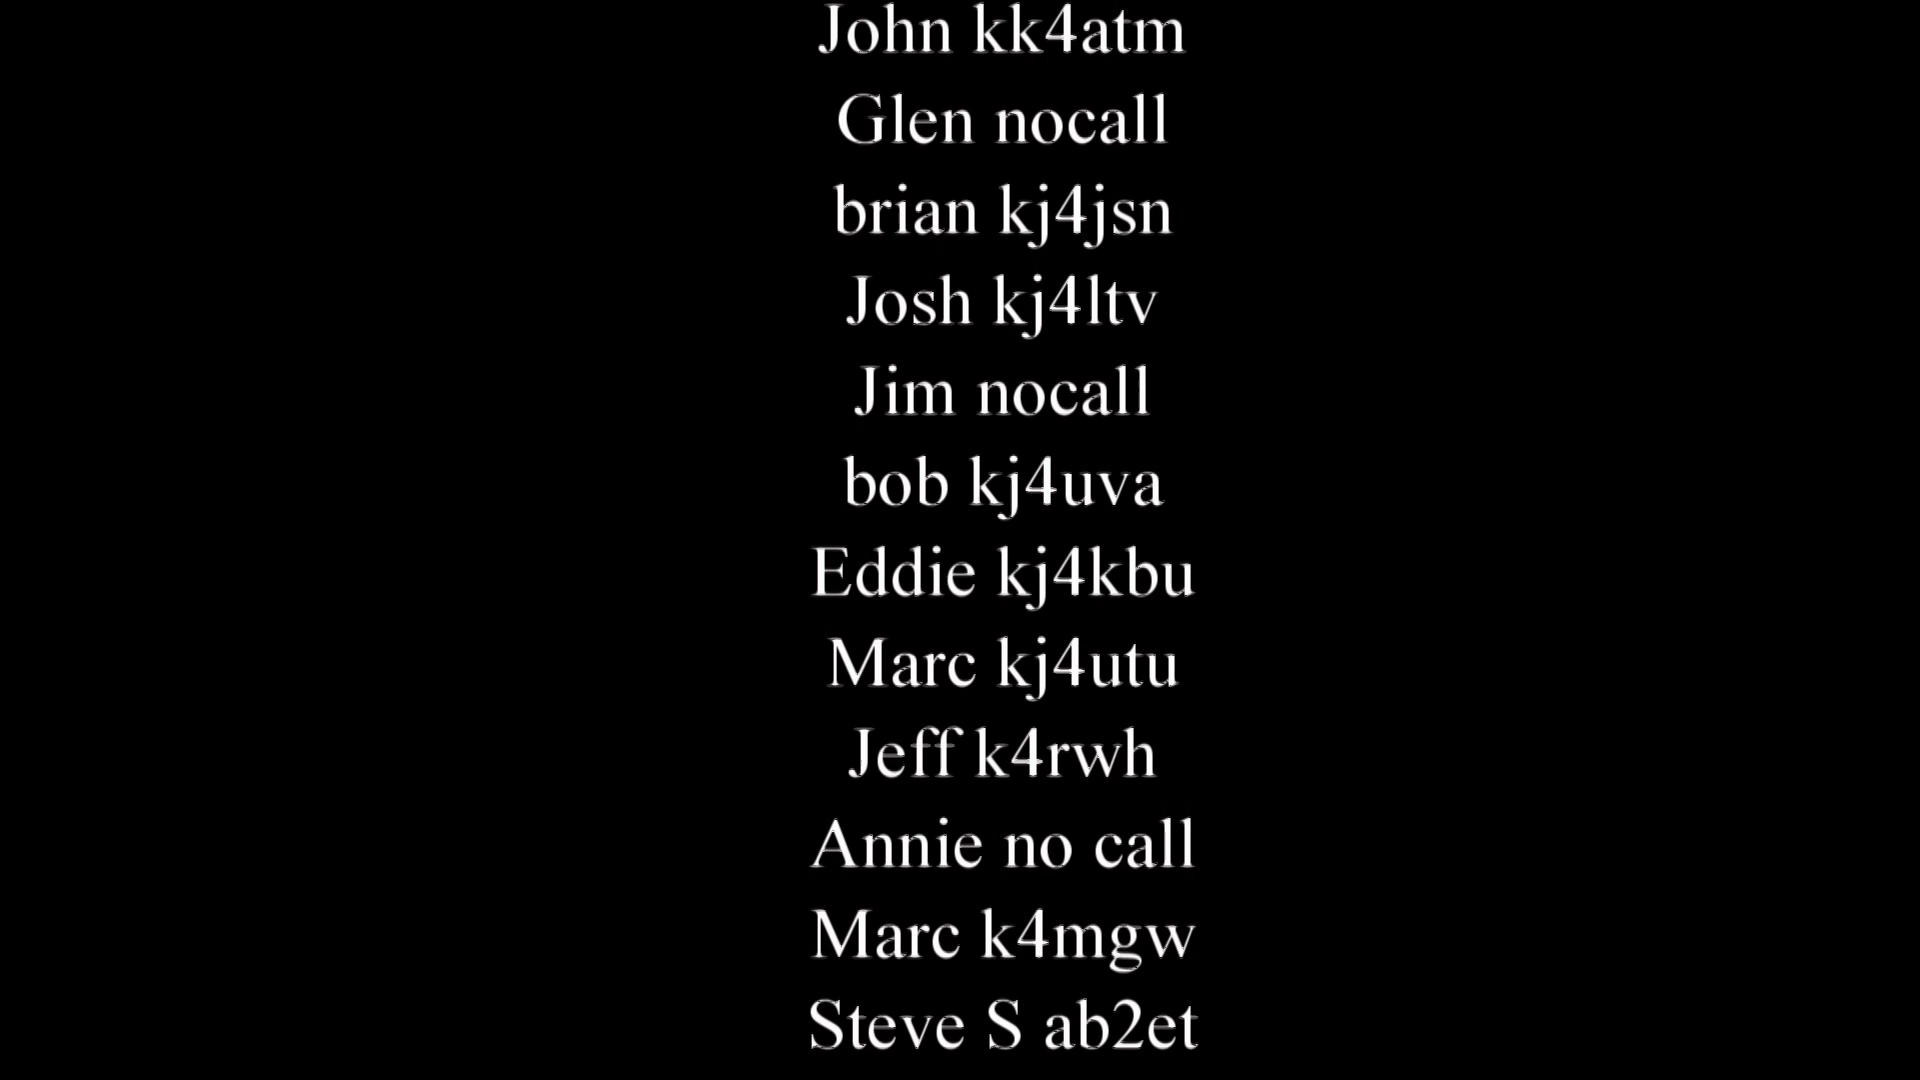 John kk4atm
Glen nocall
brian kj4jsn
Josh kj4ltv
Jim nocall
bob kj4uva
Eddie kj4kbu
Marc kj4utu
Jeff k4rwh
Annie no call
Marc k4mgw
Steve S ab2et